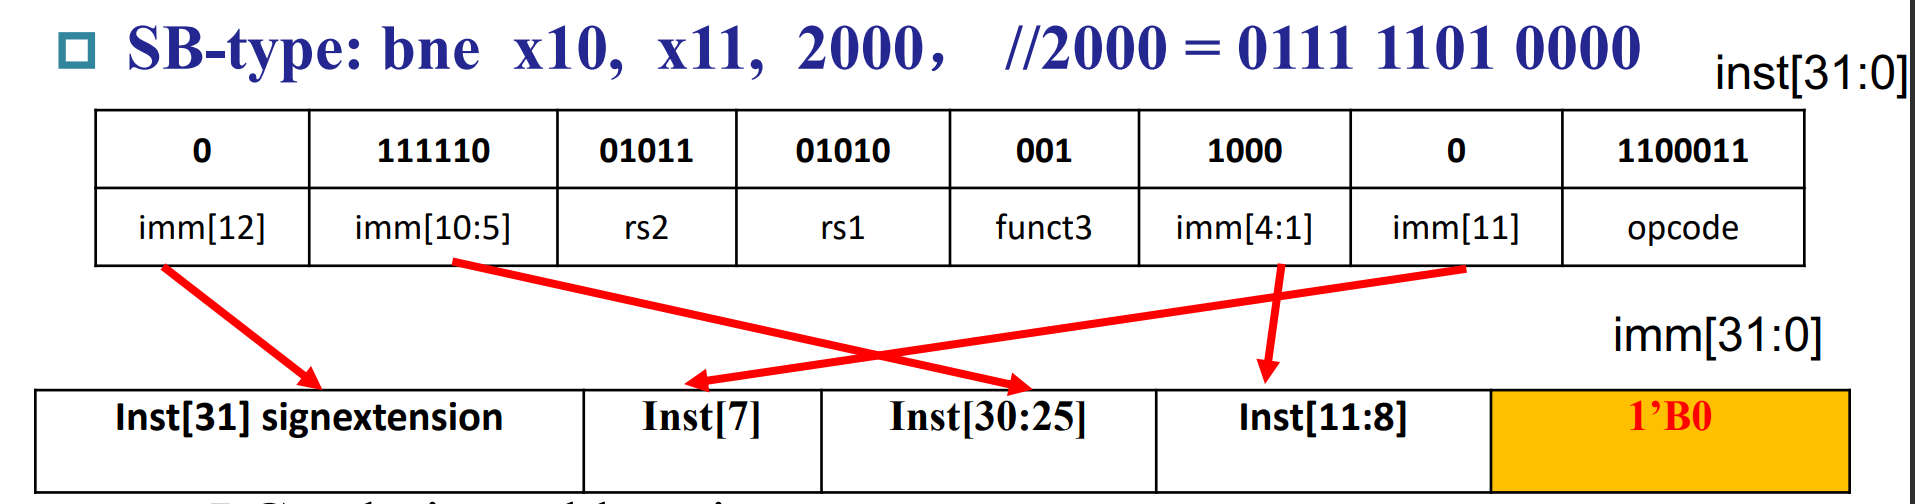 SB-type: bne x10, x11, 2000， //2000 = 0111 1101 0000
inst[31:0]
0 111110 01011 01010 001 1000 0 1100011
imm[12] imm[10:5] rs2 rs1 funct3 imm[4:1] imm[11] opcode
imm[31:0]
Inst[31] signextension Inst[7] Inst[30:25] Inst[11:8] 1’B0